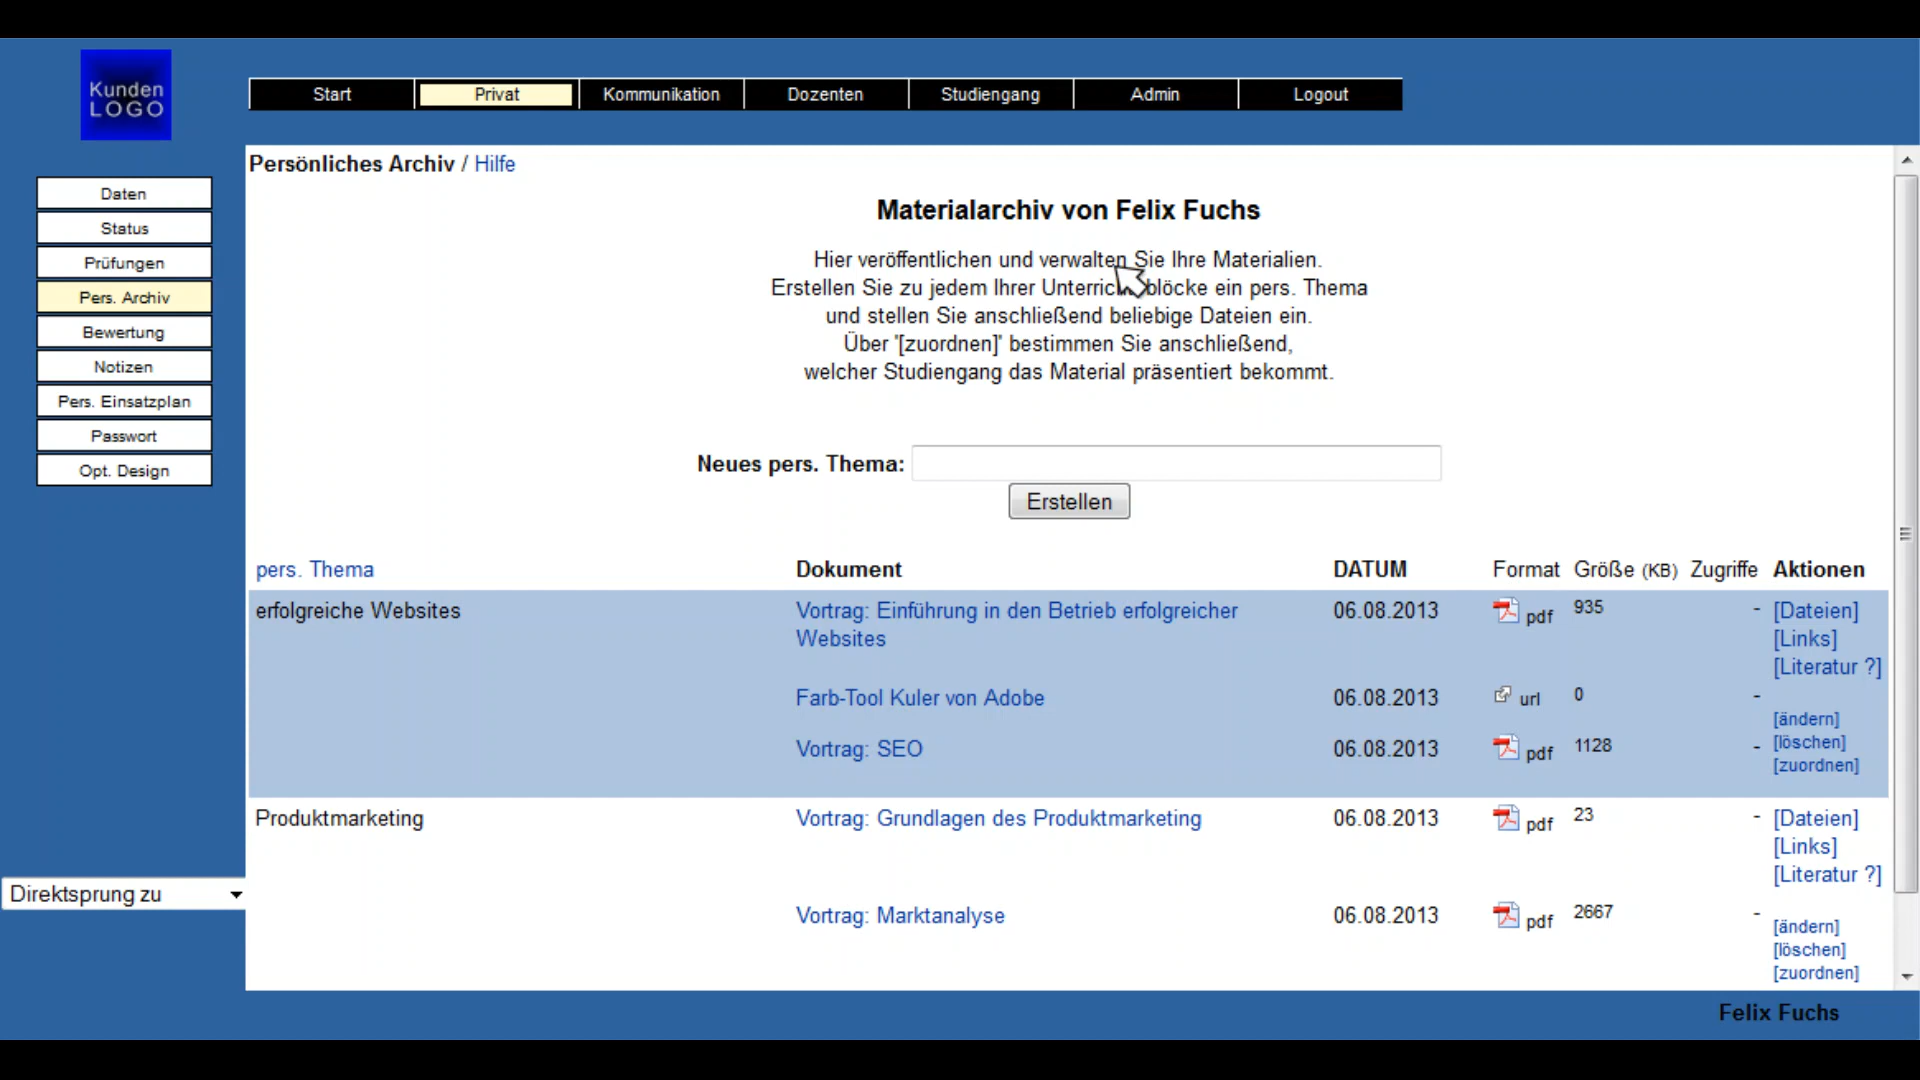 Kunden
LOGO
Start Privat Kommunikation Dozenten Studiengang Admin Logout
Daten
Status
Prüfungen
Pers. Archiv
Bewertung
Notizen
Pers. Einsatzplan
Passwort
Opt. Design
Direktsprung zu
Persönliches Archiv / Hilfe
Materialarchiv von Felix Fuchs
Hier veröffentlichen und verwalten Sie Ihre Materialien.
Erstellen Sie zu jedem Ihrer Unterrichtsblöcke ein pers. Thema
und stellen Sie anschließend beliebige Dateien ein.
Über '[zuordnen]' bestimmen Sie anschließend,
welcher Studiengang das Material präsentiert bekommt.
Neues pers. Thema:
Erstellen
pers. Thema Dokument DATUM Format Größe (KB) Zugriffe Aktionen
erfolgreiche Websites Vortrag: Einführung in den Betrieb erfolgreicher 06.08.2013 pdf 935 - [Dateien]
Websites [Links]
[Literatur ?]
Farb-Tool Kuler von Adobe 06.08.2013 url 0 -
[ändern]
Vortrag: SEO 06.08.2013 pdf 1128 - [löschen]
[zuordnen]
Produktmarketing Vortrag: Grundlagen des Produktmarketing 06.08.2013 pdf 23 - [Dateien]
[Links]
[Literatur ?]
Vortrag: Marktanalyse 06.08.2013 pdf 2667 -
[ändern]
[löschen]
[zuordnen]
Felix Fuchs